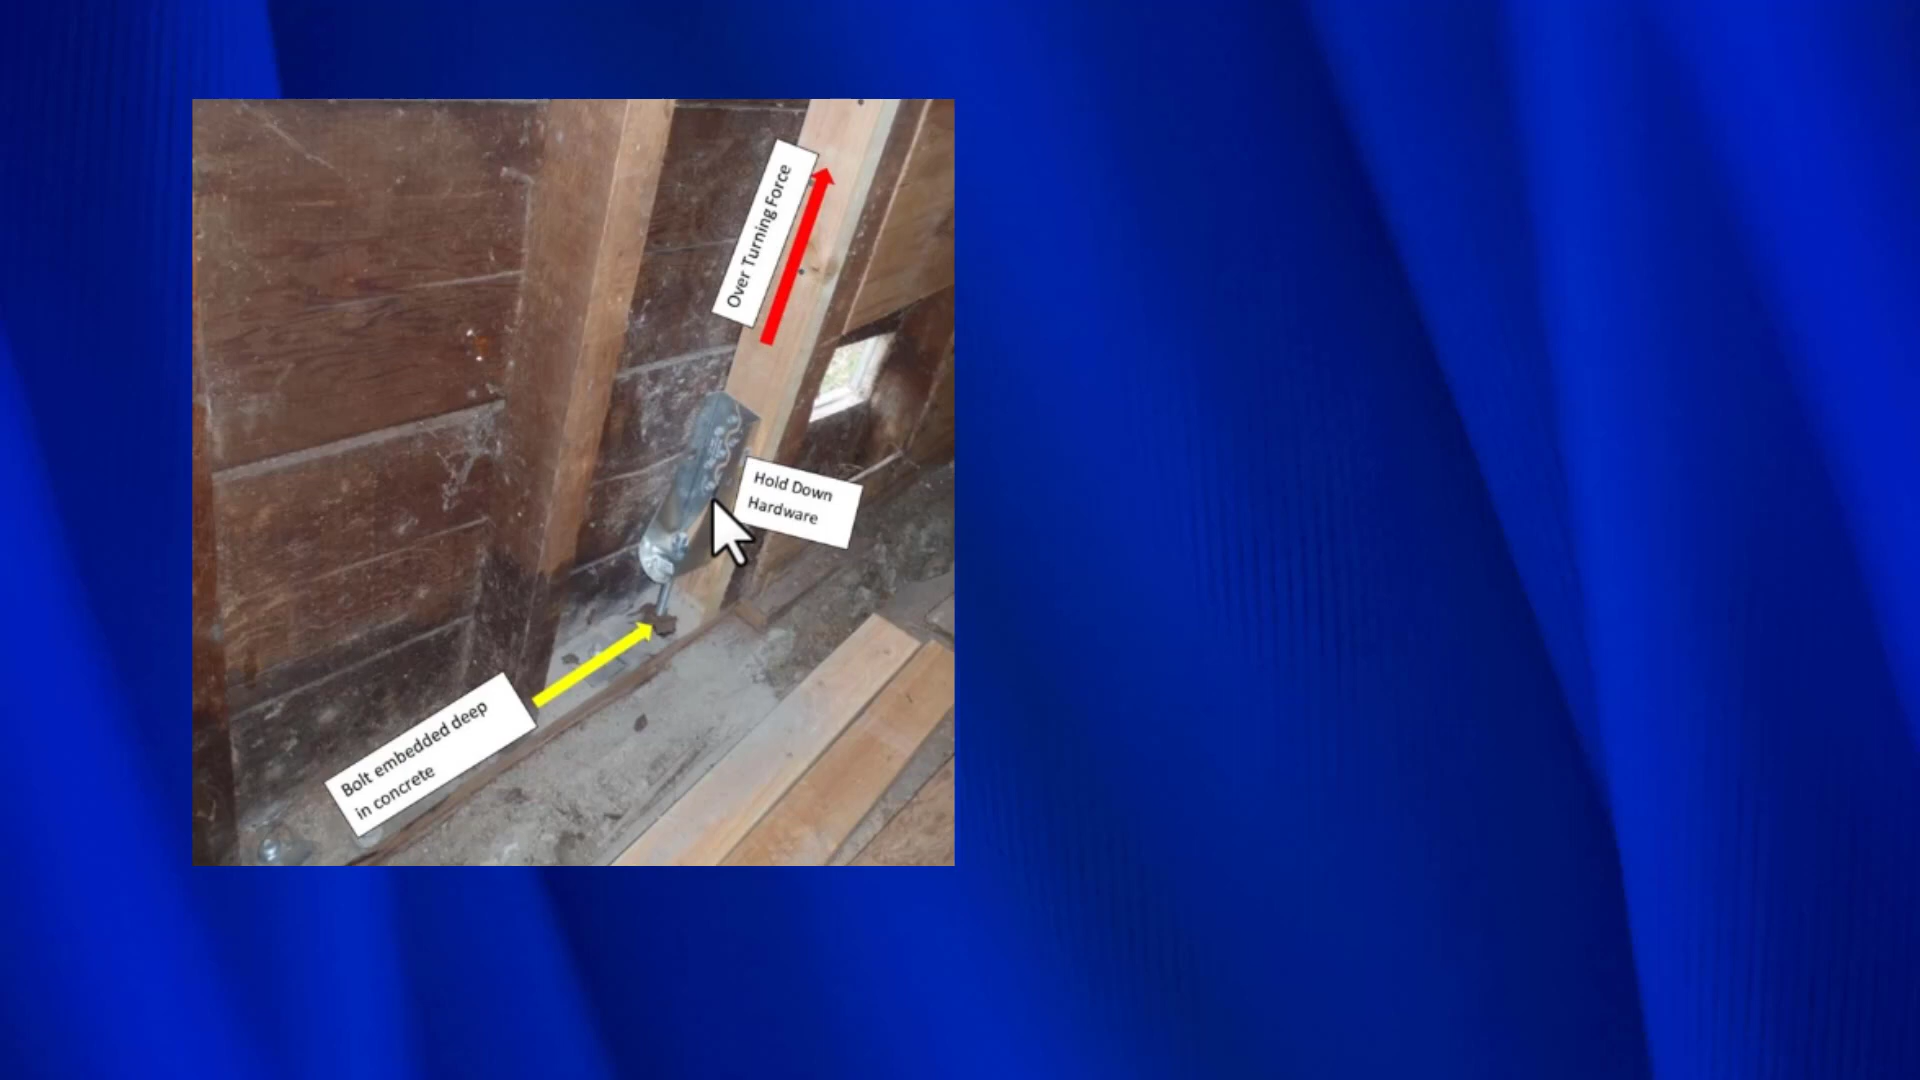 Over Turning Force
Hold Down
Hardware
Bolt embedded deep
in concrete